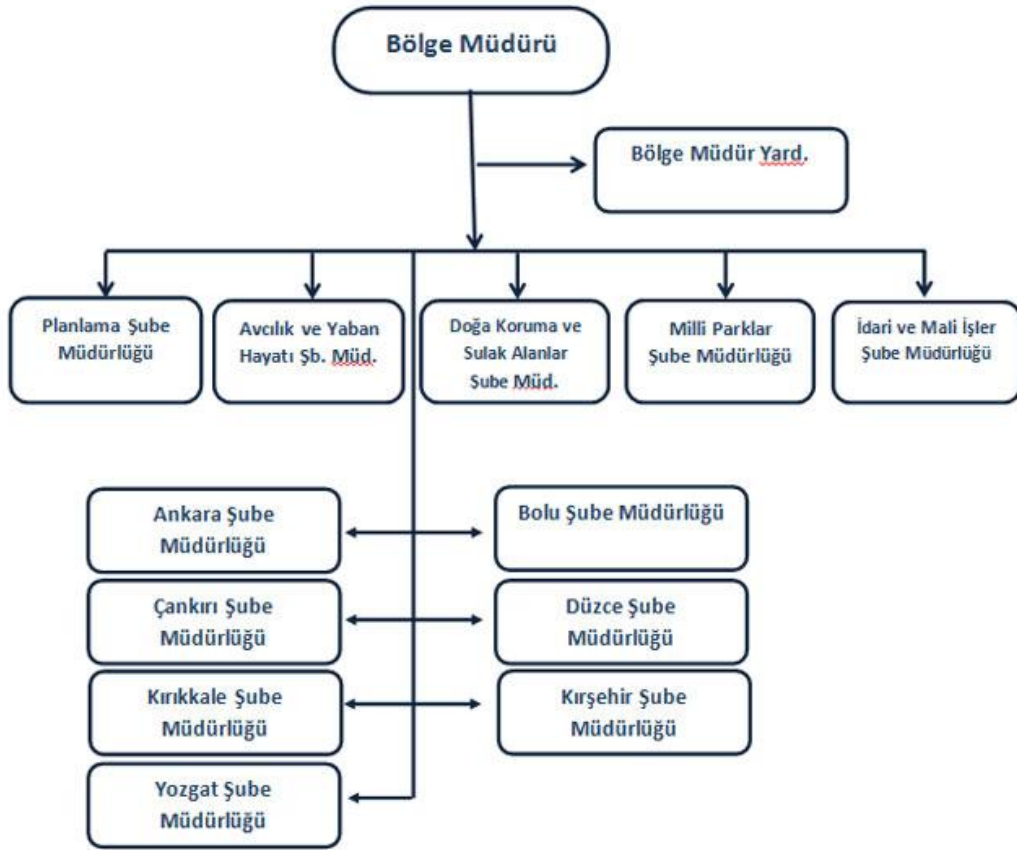 Bölge Müdürü
Bölge Müdür Yard.
Planlama Şube
Müdürlüğü
Avcılık ve Yaban
Hayatı Şb. Müd.
Doğa Koruma ve
Sulak Alanlar
Şube Müd.
Milli Parklar
Şube Müdürlüğü
İdari ve Mali İşler
Şube Müdürlüğü
Ankara Şube
Müdürlüğü
Bolu Şube Müdürlüğü
Çankırı Şube
Müdürlüğü
Düzce Şube
Müdürlüğü
Kırıkkale Şube
Müdürlüğü
Kırşehir Şube
Müdürlüğü
Yozgat Şube
Müdürlüğü